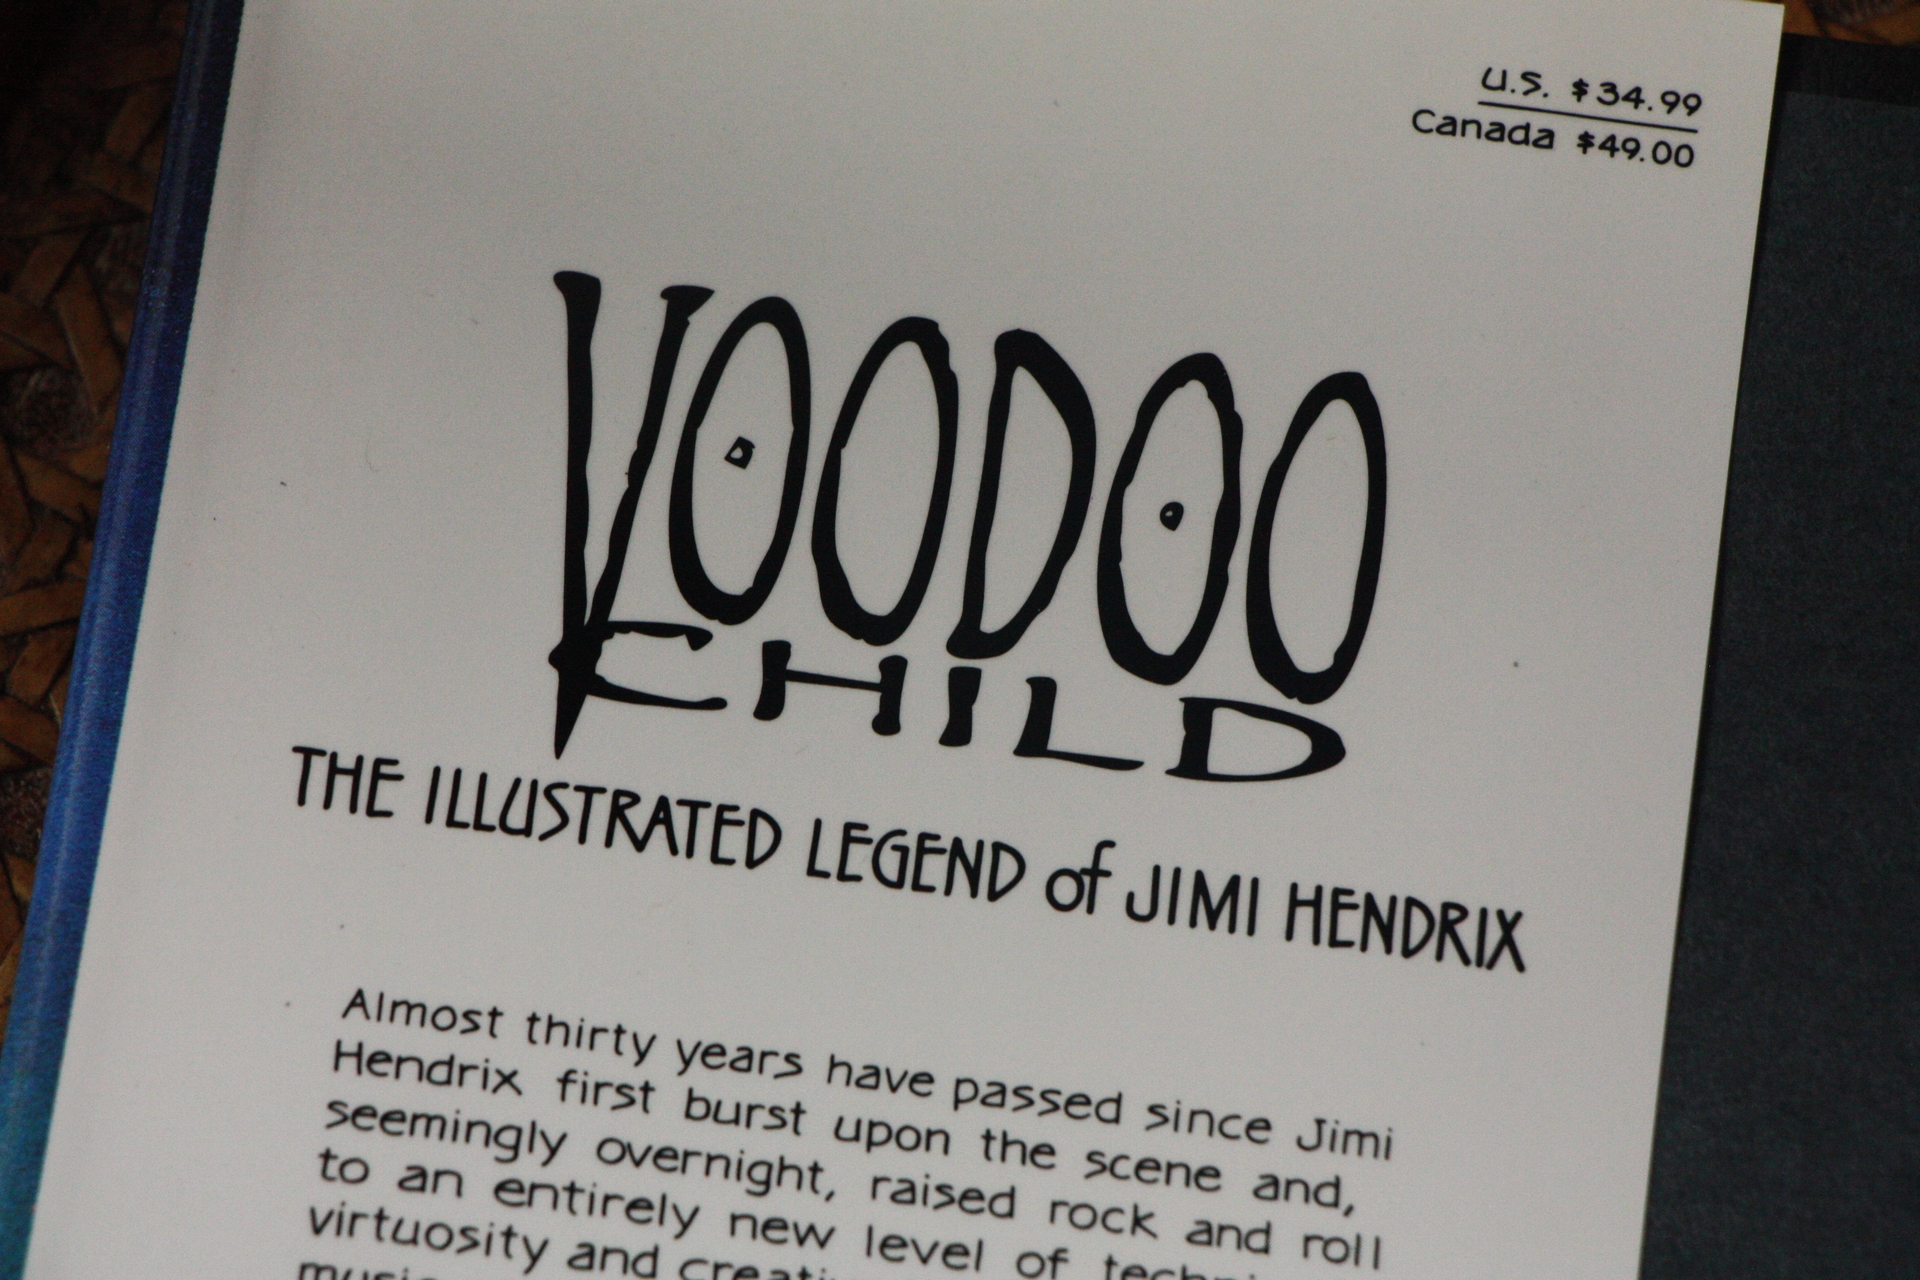 U.S. $34.99
Canada $49.00
VOODOO
CHILD
THE ILLUSTRATED LEGEND of JIMI HENDRIX
Almost thirty years have passed since Jimi
Hendrix first burst upon the scene and,
seemingly overnight, raised rock and roll
to an entirely new level of
virtuosity and